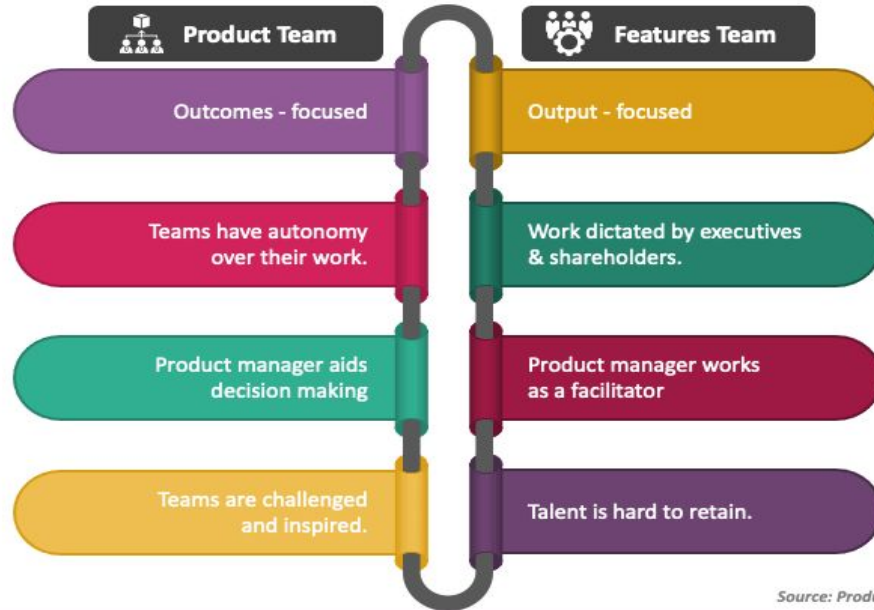 Product Team
Features Team
Outcomes - focused
Output - focused
Teams have autonomy
over their work.
Work dictated by executives
& shareholders.
Product manager aids
decision making
Product manager works
as a facilitator
Teams are challenged
and inspired.
Talent is hard to retain.
Source: